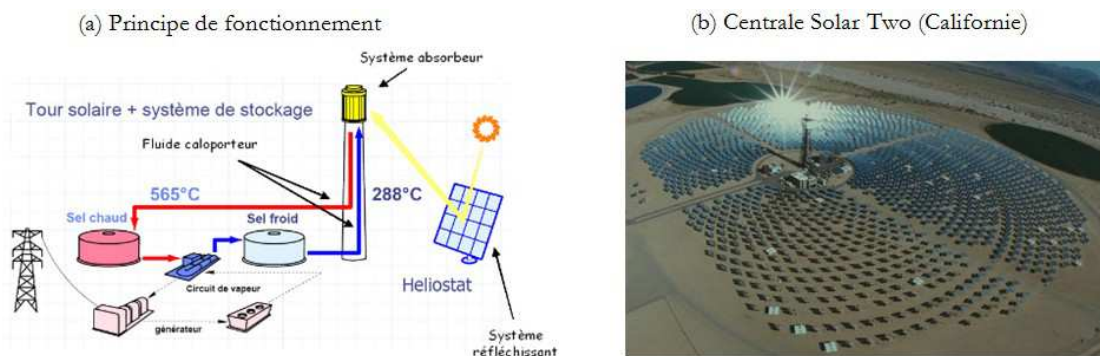 (a) Principe de fonctionnement
(b) Centrale Solar Two (Californie)
Système absorbeur
Tour solaire + système de stockage
Fluide caloporteur
565°C
288°C
Sel chaud
Sel froid
Circuit de vapeur
Heliostat
générateur
Système
réfléchissant